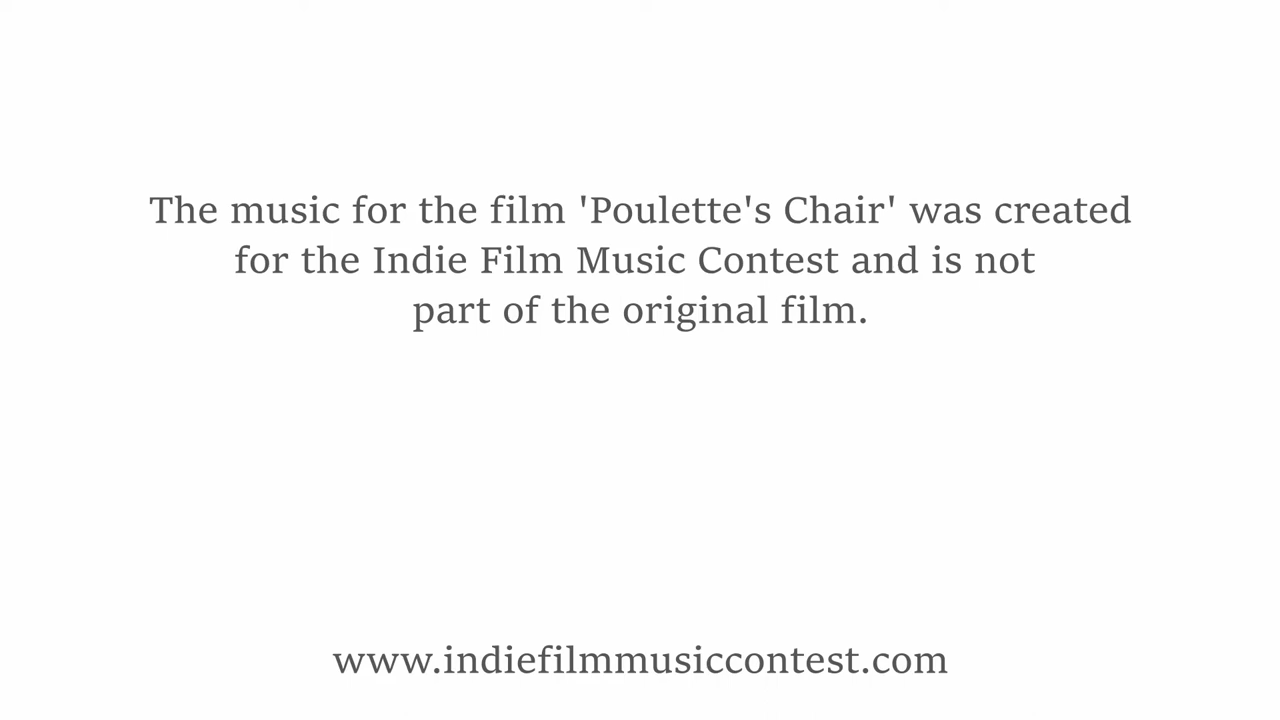 The music for the film 'Poulette's Chair' was created
for the Indie Film Music Contest and is not
part of the original film.
www.indiefilmmusiccontest.com